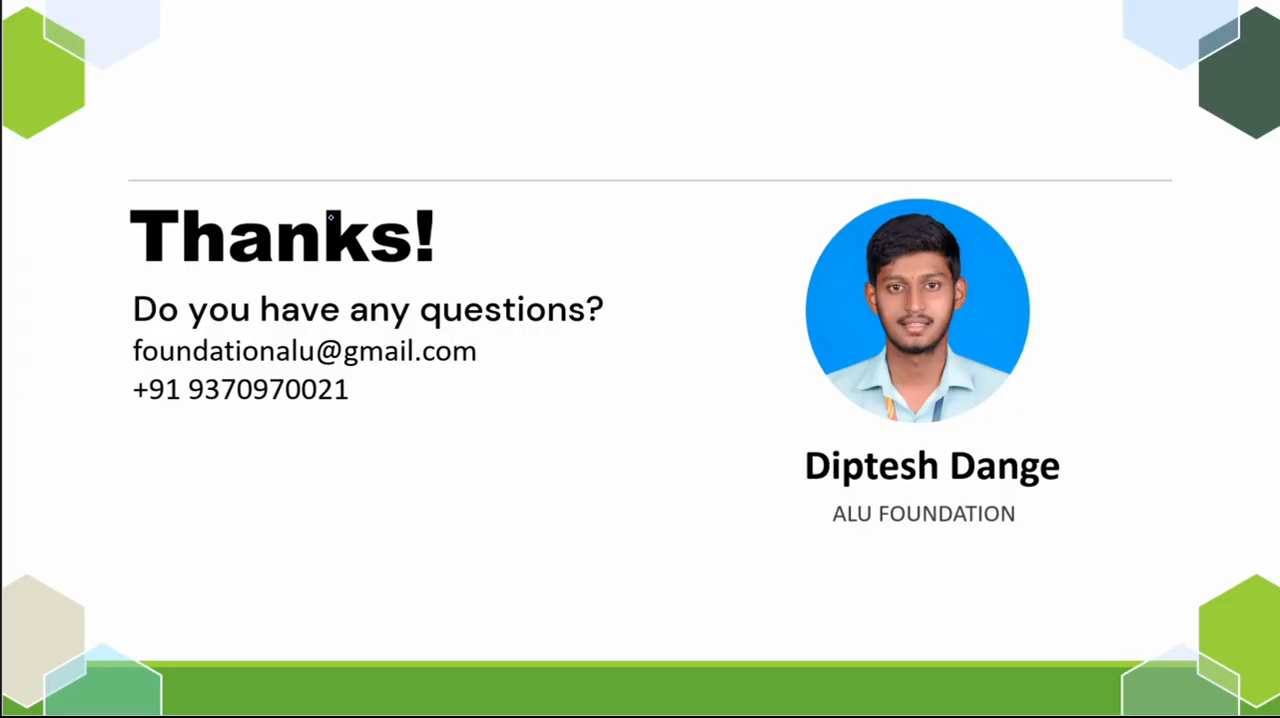 Thanks!
Do you have any questions?
foundationalu@gmail.com
+91 9370970021
Diptesh Dange
ALU FOUNDATION